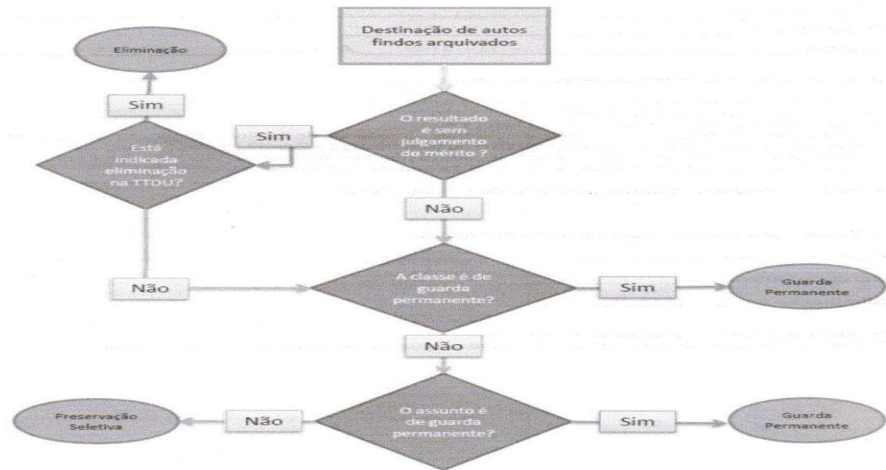 Destinação de autos
findos arquivados
Eliminação
Sim
O resultado
é sem
julgamento
do mérito ?
Sim
Está
indicada
eliminação
na TTDU?
Não
Não
A classe é de
guarda
permanente?
Sim
Guarda
Permanente
Não
O assunto é
de guarda
permanente?
Não
Preservação
Seletiva
Sim
Guarda
Permanente